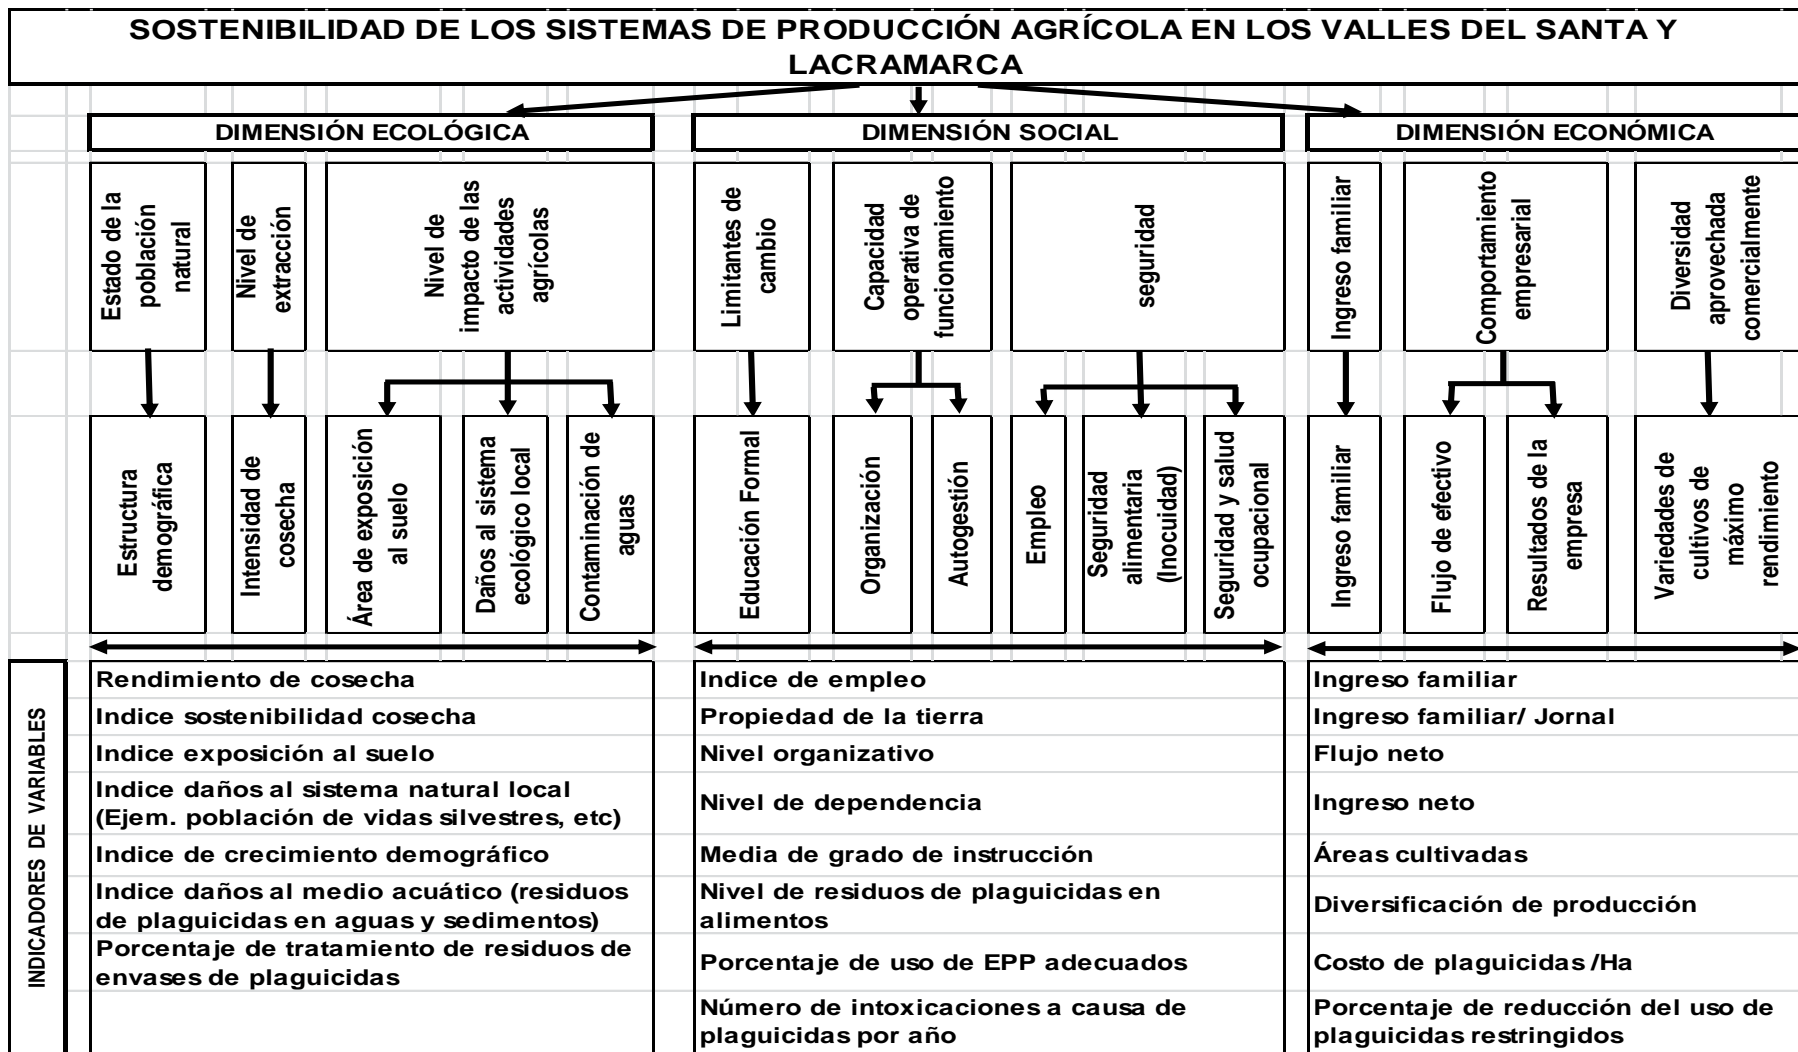 SOSTENIBILIDAD DE LOS SISTEMAS DE PRODUCCIÓN AGRÍCOLA EN LOS VALLES DEL SANTA Y
LACRAMARCA
DIMENSIÓN ECOLÓGICA
DIMENSIÓN SOCIAL
DIMENSIÓN ECONÓMICA
Estado de la
población
natural
Nivel de
extracción
Nivel de
impacto de las
actividades
agrícolas
Limitantes de
cambio
Capacidad
operativa de
funcionamiento
seguridad
Ingreso familiar
Comportamiento
empresarial
Diversidad
aprovechada
comercialmente
Estructura
demográfica
Intensidad de
cosecha
Área de exposición
al suelo
Daños al sistema
ecológico local
Contaminación de
aguas
Educación Formal
Organización
Autogestión
Empleo
Seguridad
alimentaria
(Inocuidad)
Seguridad y salud
ocupacional
Ingreso familiar
Flujo de efectivo
Resultados de la
empresa
Variedades de
cultivos de
máximo
rendimiento
INDICADORES DE VARIABLES
Rendimiento de cosecha
Indice sostenibilidad cosecha
Indice exposición al suelo
Indice daños al sistema natural local
(Ejem. población de vidas silvestres, etc)
Indice de crecimiento demográfico
Indice daños al medio acuático (residuos
de plaguicidas en aguas y sedimentos)
Porcentaje de tratamiento de residuos de
envases de plaguicidas
Indice de empleo
Propiedad de la tierra
Nivel organizativo
Nivel de dependencia
Media de grado de instrucción
Nivel de residuos de plaguicidas en
alimentos
Porcentaje de uso de EPP adecuados
Número de intoxicaciones a causa de
plaguicidas por año
Ingreso familiar
Ingreso familiar/ Jornal
Flujo neto
Ingreso neto
Áreas cultivadas
Diversificación de producción
Costo de plaguicidas /Ha
Porcentaje de reducción del uso de
plaguicidas restringidos